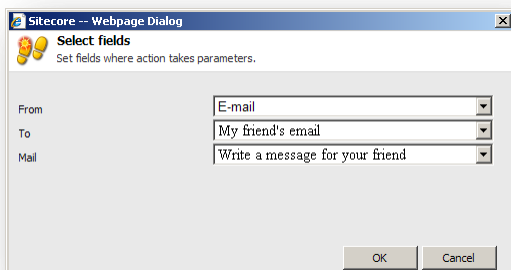 Sitecore -- Webpage Dialog
Select fields
Set fields where action takes parameters.
From E-mail
To My friend's email
Mail Write a message for your friend
OK Cancel